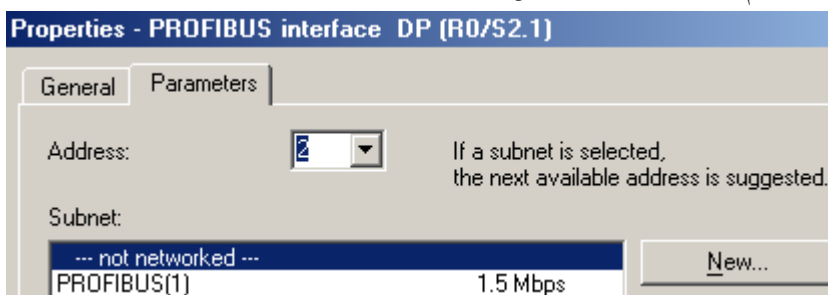 Properties - PROFIBUS interface DP (R0/S2.1)
General Parameters
Address: 2 If a subnet is selected,
the next available address is suggested.
Subnet:
--- not networked ---
PROFIBUS(1) 1.5 Mbps
New...